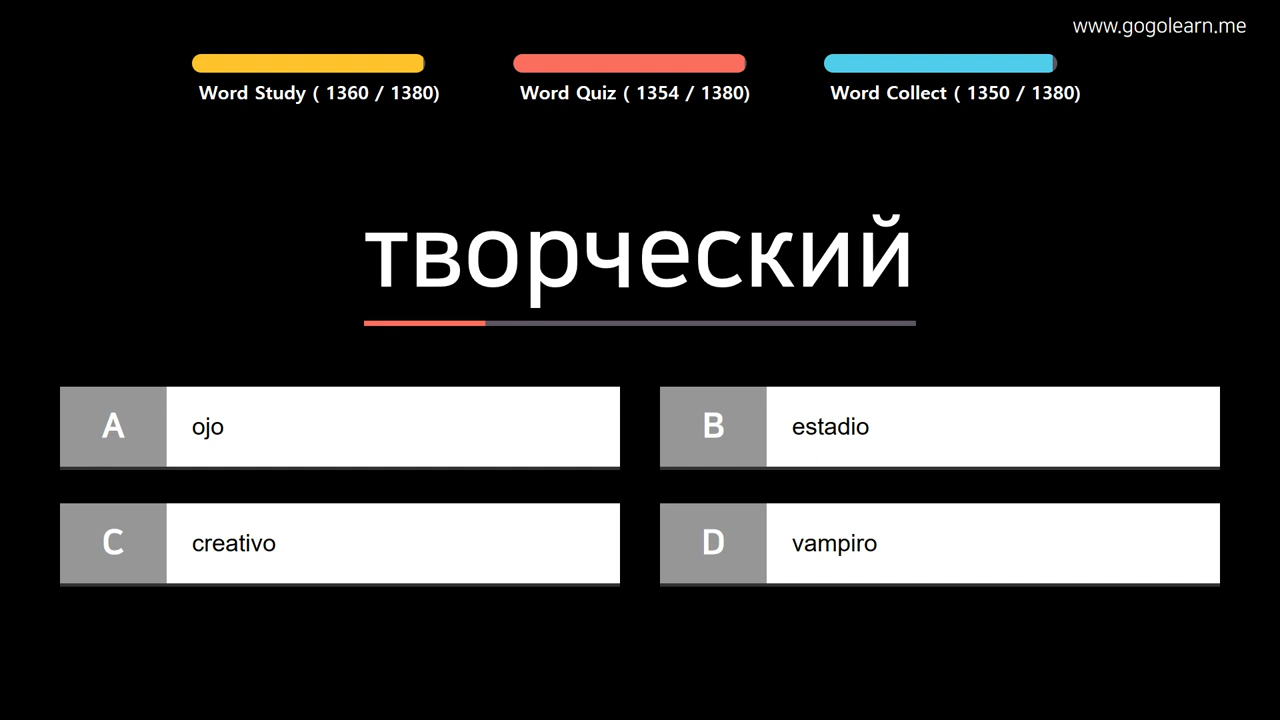 www.gogolearn.me
Word Study ( 1360 / 1380)
Word Quiz ( 1354 / 1380)
Word Collect ( 1350 / 1380)
творческий
A ojo
B estadio
C creativo
D vampiro